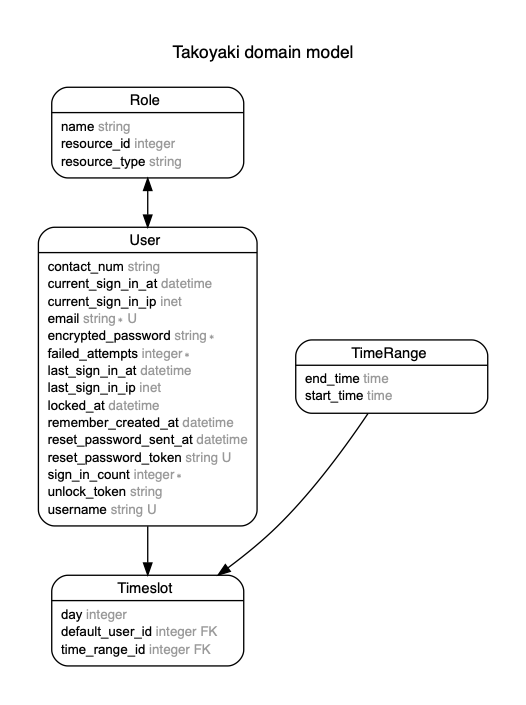 Takoyaki domain model
Role
name string
resource_id integer
resource_type string
User
contact_num string
current_sign_in_at datetime
current_sign_in_ip inet
email string ∗ U
encrypted_password string ∗
failed_attempts integer ∗
last_sign_in_at datetime
last_sign_in_ip inet
locked_at datetime
remember_created_at datetime
reset_password_sent_at datetime
reset_password_token string U
sign_in_count integer ∗
unlock_token string
username string U
TimeRange
end_time time
start_time time
Timeslot
day integer
default_user_id integer FK
time_range_id integer FK